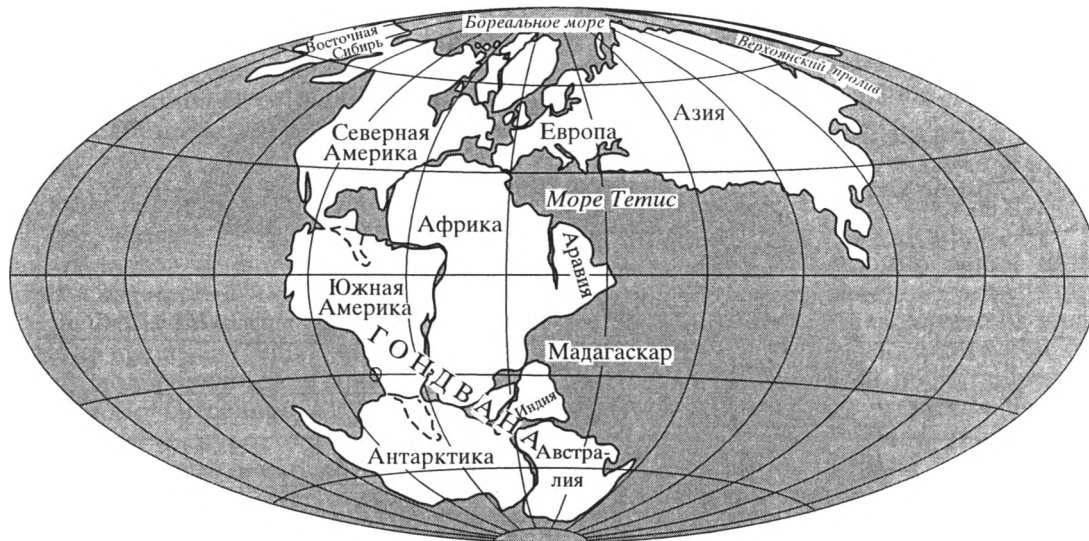 Бореальное море
Восточная
Сибирь
Верхоянский пролив
Северная
Америка
Европа
Азия
Море Тетис
Африка
Аравия
Южная
Америка
ГОНДВАНА
Мадагаскар
Индия
Антарктика
Австра-
лия